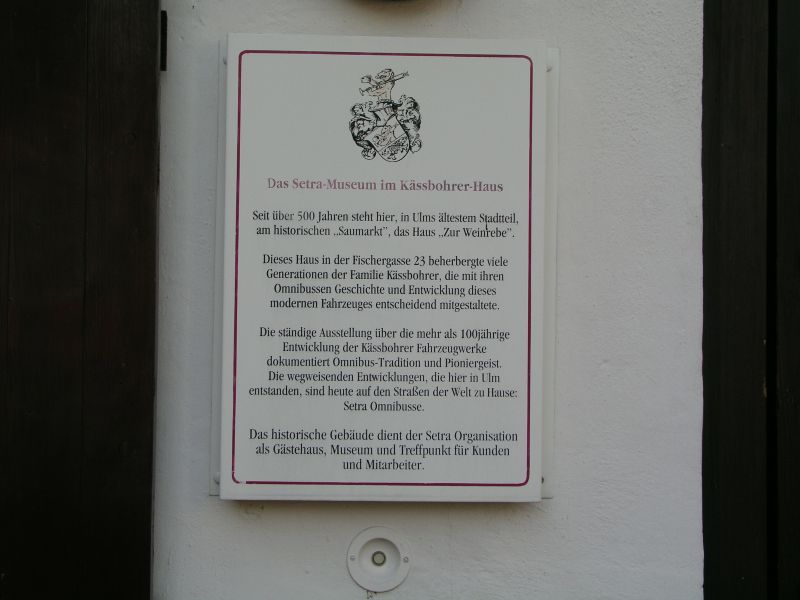 Das Setra-Museum im Kässbohrer-Haus
Seit über 500 Jahren steht hier, in Ulms ältestem Stadtteil,
am historischen „Saumarkt”, das Haus „Zur Weinrebe”.
Dieses Haus in der Fischergasse 23 beherbergte viele
Generationen der Familie Kässbohrer, die mit ihren
Omnibussen Geschichte und Entwicklung dieses
modernen Fahrzeuges entscheidend mitgestaltete.
Die ständige Ausstellung über die mehr als 100jährige
Entwicklung der Kässbohrer Fahrzeugwerke
dokumentiert Omnibus-Tradition und Pioniergeist.
Die wegweisenden Entwicklungen, die hier in Ulm
entstanden, sind heute auf den Straßen der Welt zu Hause:
Setra Omnibusse.
Das historische Gebäude dient der Setra Organisation
als Gästehaus, Museum und Treffpunkt für Kunden
und Mitarbeiter.